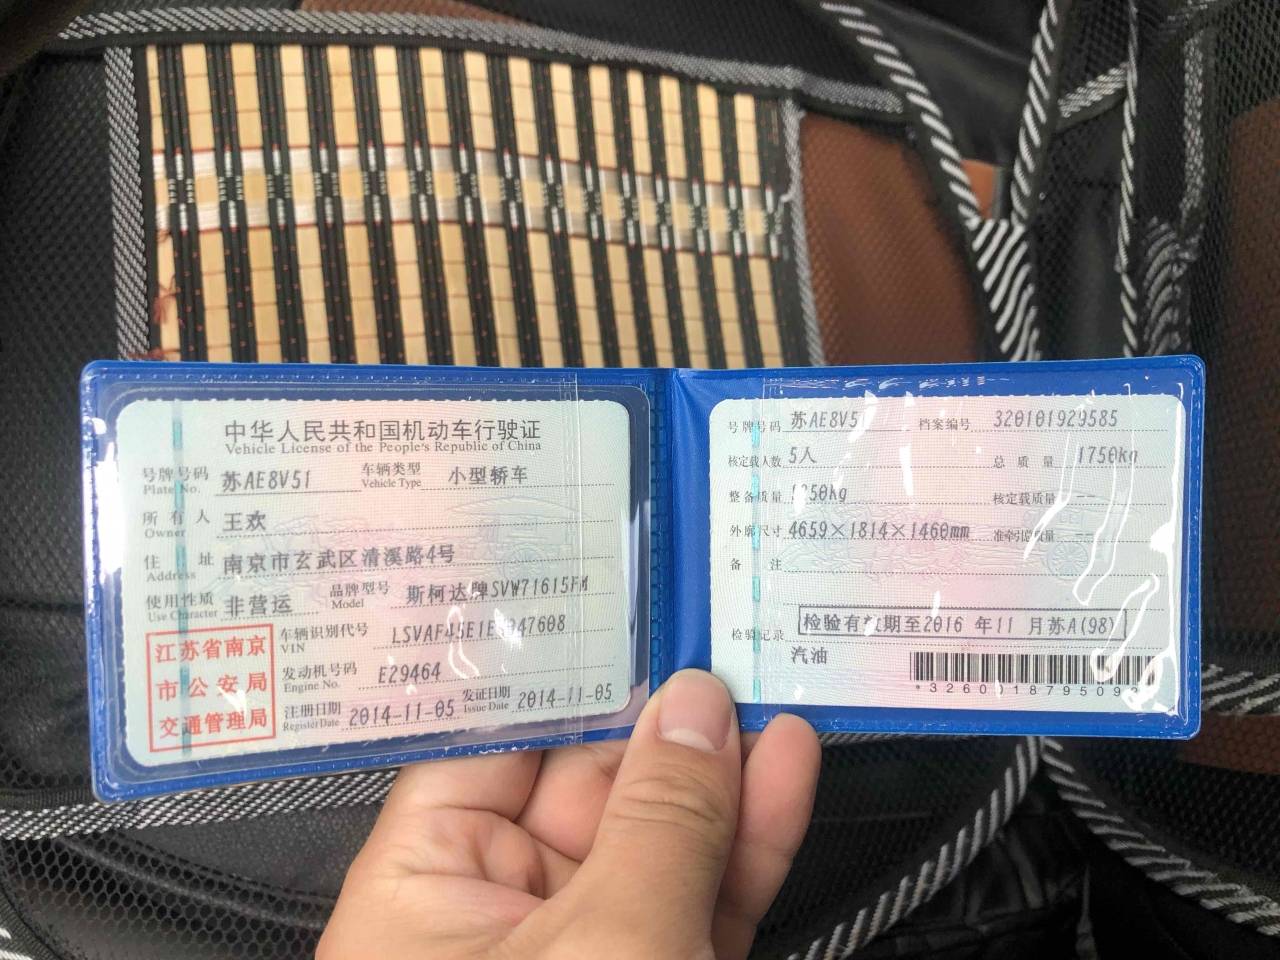 中华人民共和国机动车行驶证
Vehicle License of the People's Republic of China
号牌号码 苏AE8V51 车辆类型 小型轿车
Plate No. Vehicle Type
所有人 王欢
Owner
住址 南京市玄武区清溪路4号
Address
使用性质 非营运 品牌型号 斯柯达牌SVW71615FM
Use Character Model
江苏省南京
市公安局
交通管理局
车辆识别代号
VIN
发动机号码 E29464
Engine No.
注册日期 2014-11-05 发证日期 2014-11-05
Register Date Issue Date
号牌号码 苏AE8V51 档案编号 320101929585
核定载人数 5人 总质量 1750kg
整备质量 核定载质量 --
外廓尺寸 4659×1814×1460mm 准牵引总质量 --
备注
检验记录 检验有效期至2016 年11 月苏A(98)
汽油